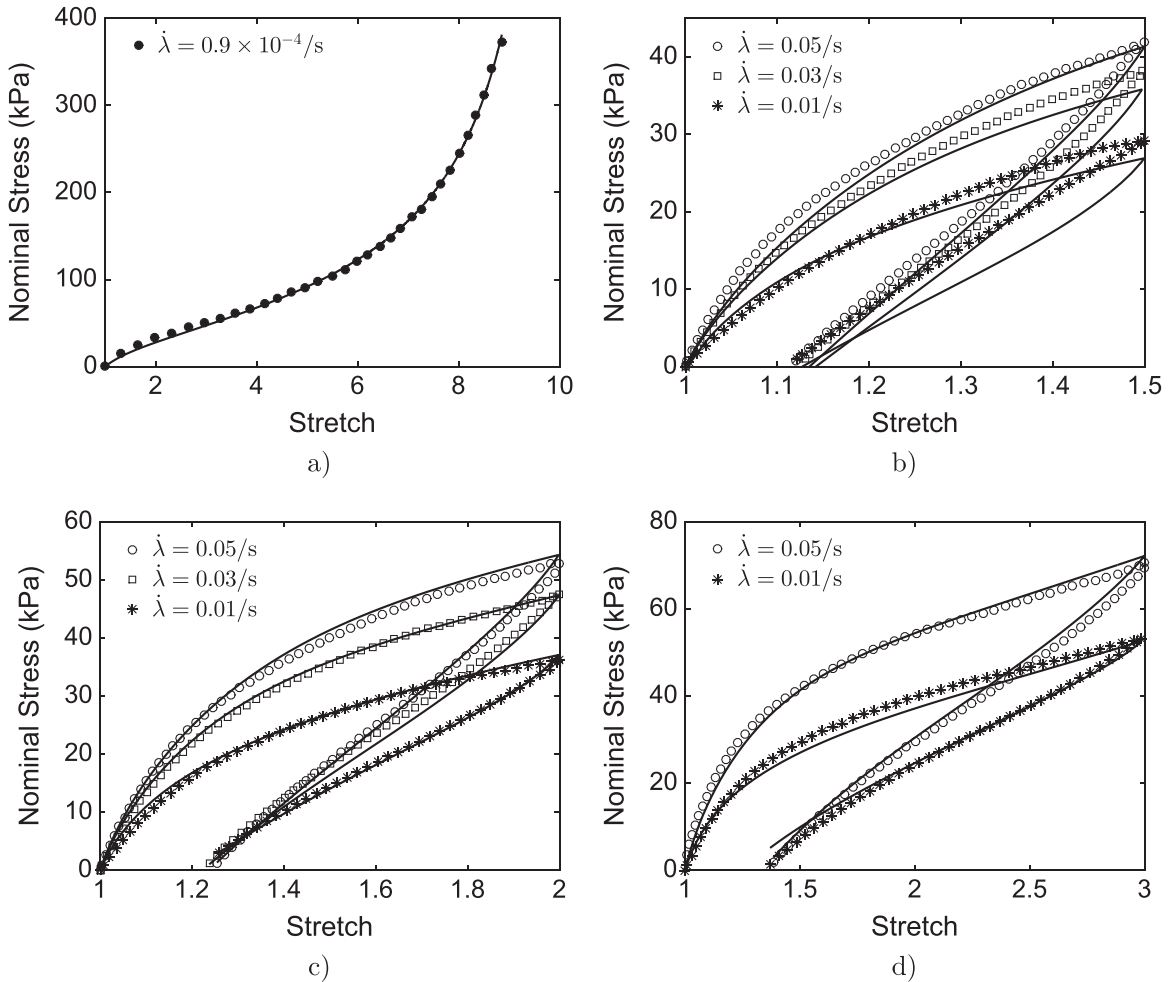 400
300
200
100
0
Nominal Stress (kPa)
λ̇ = 0.9 × 10⁻⁴/s
2 4 6 8 10
Stretch
a)
40
30
20
10
0
Nominal Stress (kPa)
λ̇ = 0.05/s
λ̇ = 0.03/s
λ̇ = 0.01/s
1 1.1 1.2 1.3 1.4 1.5
Stretch
b)
60
50
40
30
20
10
0
Nominal Stress (kPa)
λ̇ = 0.05/s
λ̇ = 0.03/s
λ̇ = 0.01/s
1 1.2 1.4 1.6 1.8 2
Stretch
c)
80
60
40
20
0
Nominal Stress (kPa)
λ̇ = 0.05/s
λ̇ = 0.01/s
1 1.5 2 2.5 3
Stretch
d)